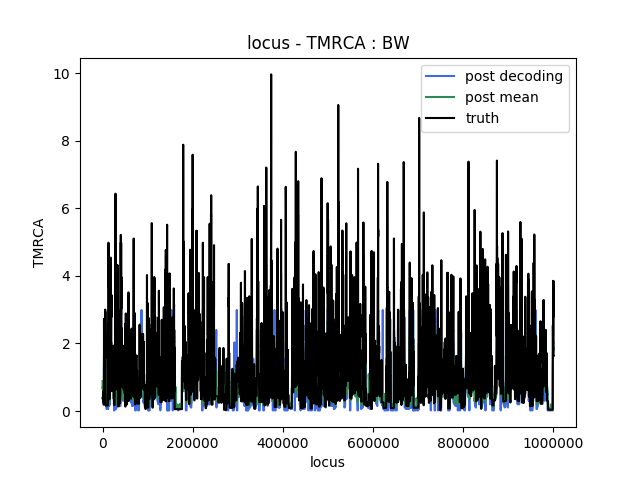 locus - TMRCA : BW
post decoding
post mean
truth
TMRCA
10
8
6
4
2
0
0 200000 400000 600000 800000 1000000
locus